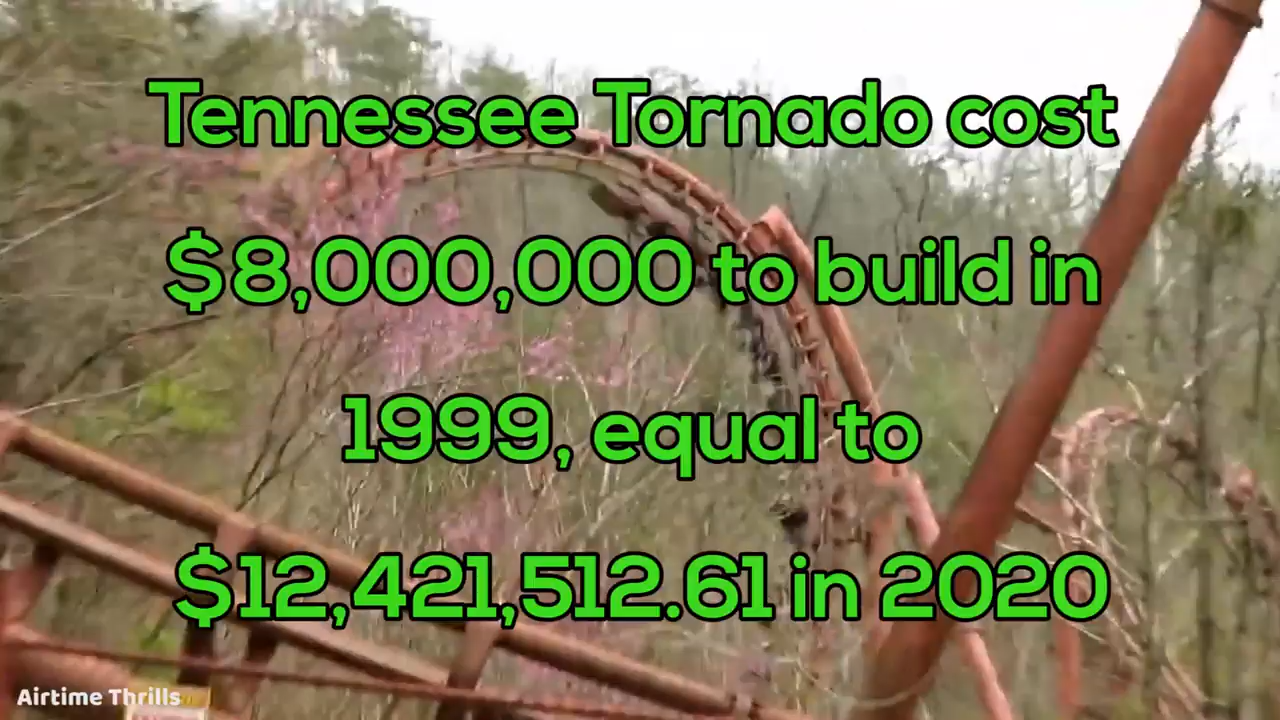 Tennessee Tornado cost
$8,000,000 to build in
1999, equal to
$12,421,512.61 in 2020
Airtime Thrills